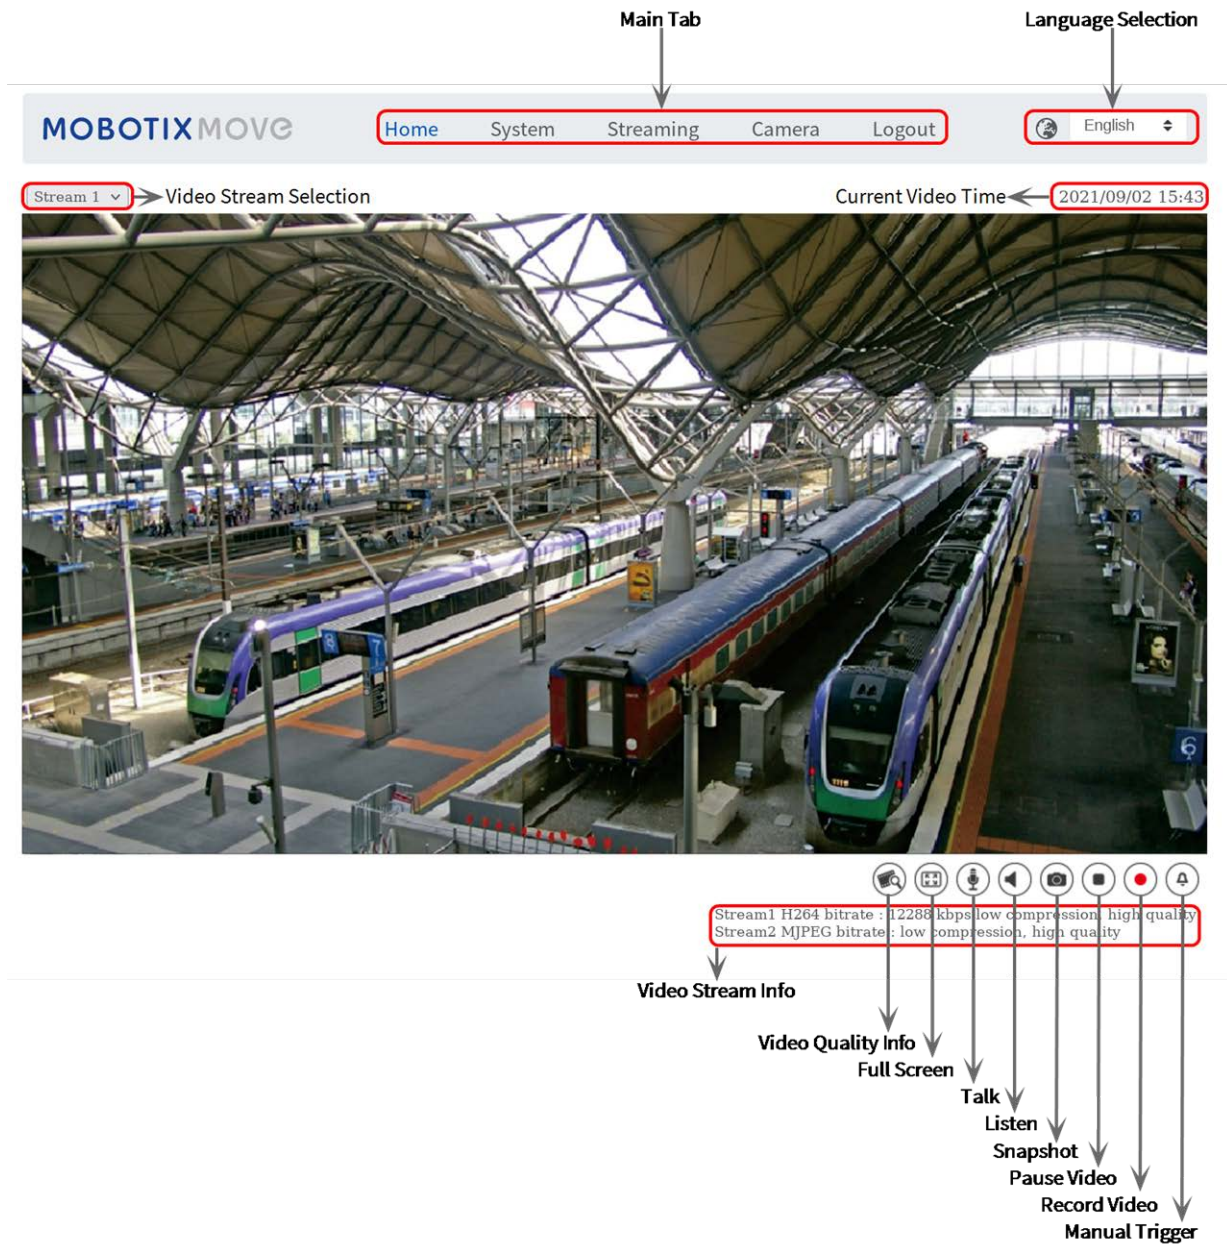 Main Tab
Language Selection
MOBOTIX MOVE
Home System Streaming Camera Logout
English
Stream 1
Video Stream Selection
Current Video Time
2021/09/02 15:43
8
7
6
Stream1 H264 bitrate : 12288 kbps low compression, high quality
Stream2 MJPEG bitrate : low compression, high quality
Video Stream Info
Video Quality Info
Full Screen
Talk
Listen
Snapshot
Pause Video
Record Video
Manual Trigger